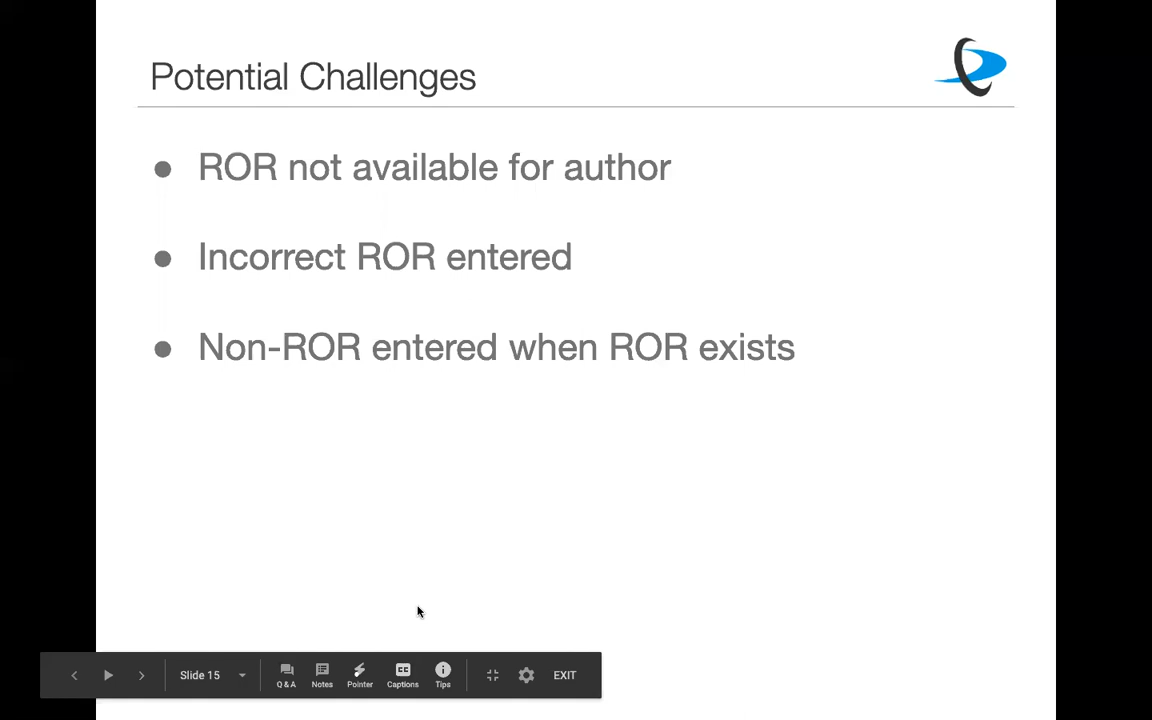 Potential Challenges
● ROR not available for author
● Incorrect ROR entered
● Non-ROR entered when ROR exists
Slide 15
Q & A
Notes
Pointer
CC
Captions
Tips
EXIT